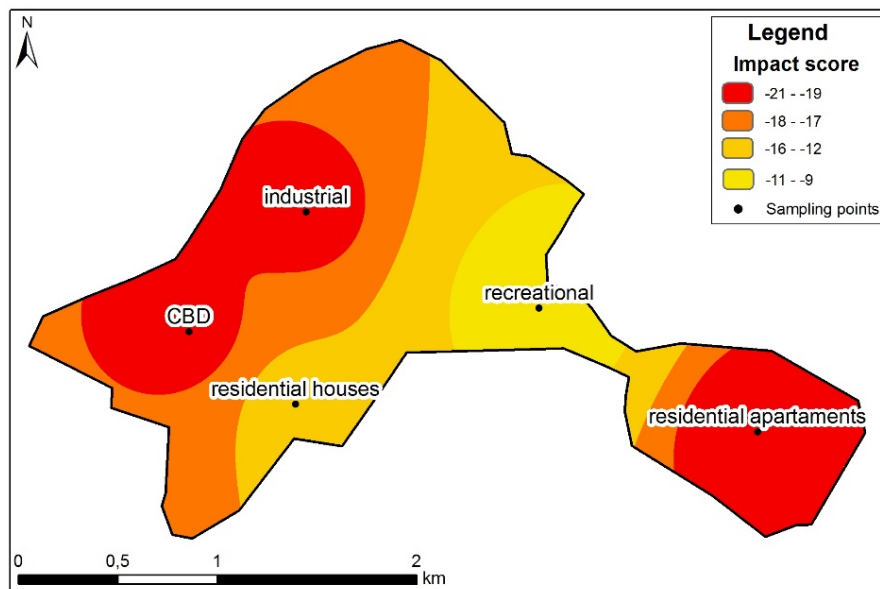 N
Legend
Impact score
-21 - -19
-18 - -17
-16 - -12
-11 - -9
Sampling points
industrial
recreational
CBD
residential houses
residential apartaments
0 0,5 1 2
km